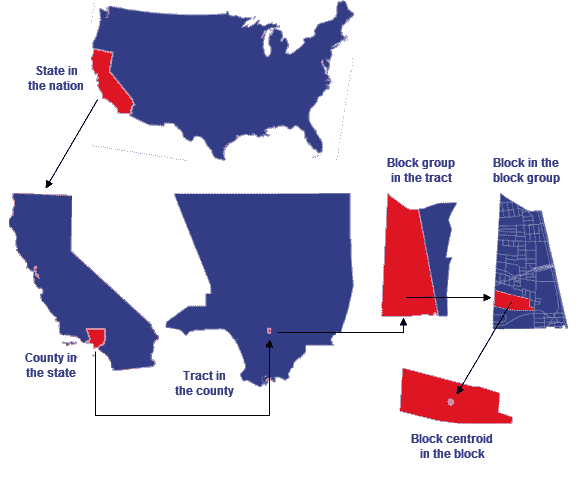 State in
the nation
Block group
in the tract
Block in the
block group
County in
the state
Tract in
the county
Block centroid
in the block